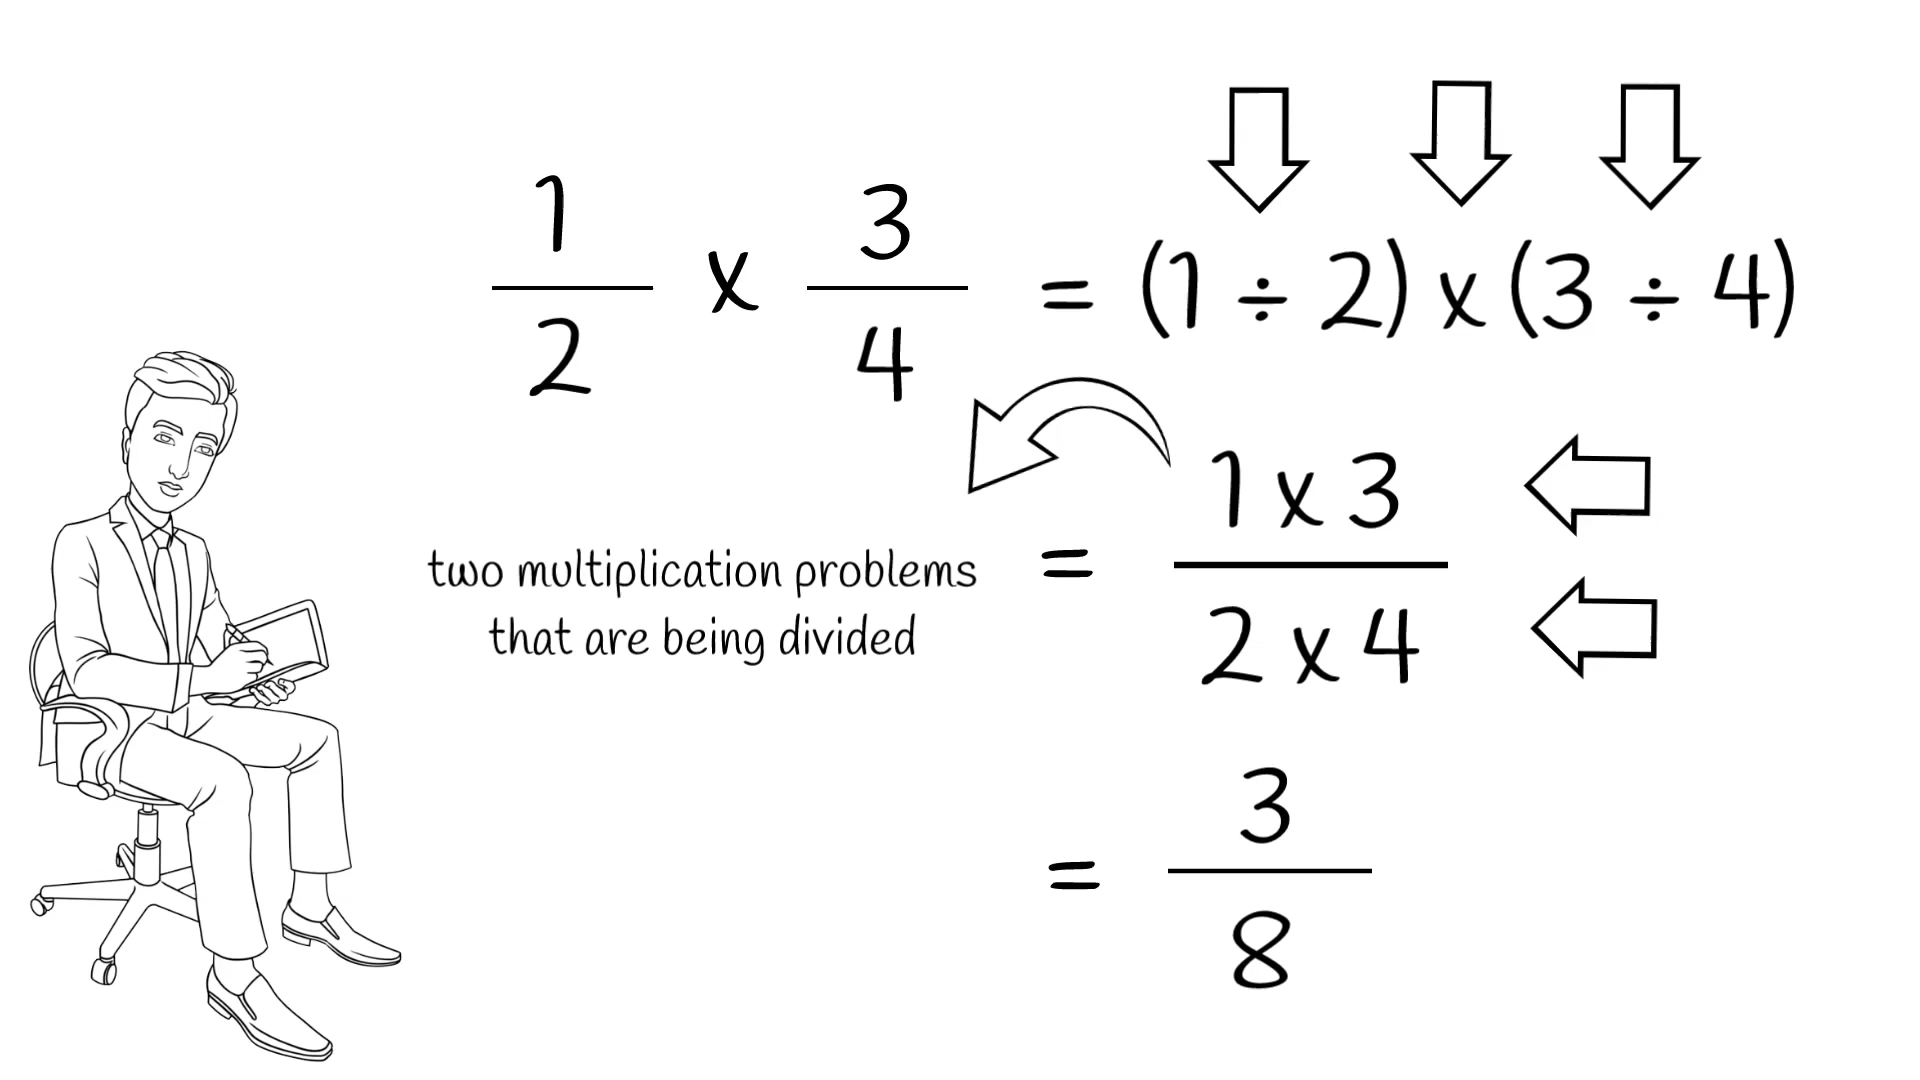 1/2 x 3/4 = (1 ÷ 2) x (3 ÷ 4)
= 1 x 3 / 2 x 4
two multiplication problems
that are being divided
= 3/8